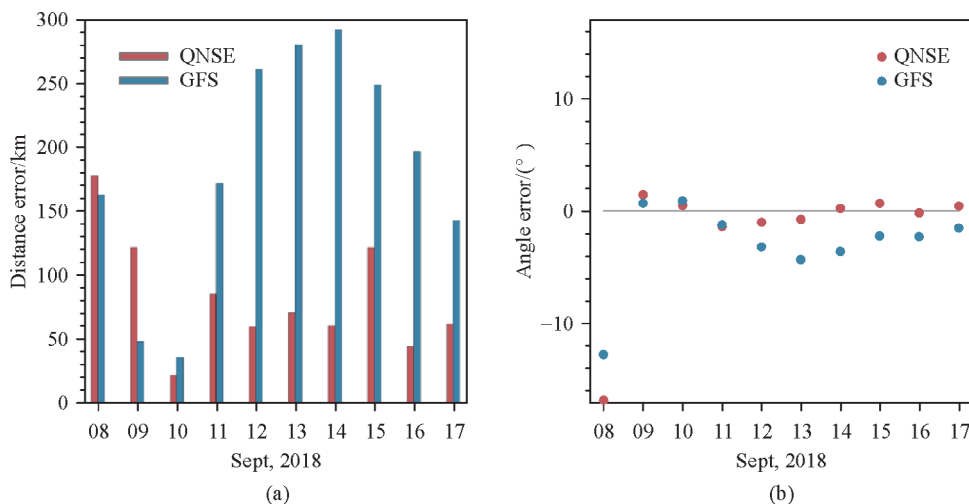 300
250
200
150
100
50
0
Distance error/km
QNSE
GFS
08 09 10 11 12 13 14 15 16 17
Sept, 2018
(a)
10
0
−10
Angle error/(°)
QNSE
GFS
08 09 10 11 12 13 14 15 16 17
Sept, 2018
(b)